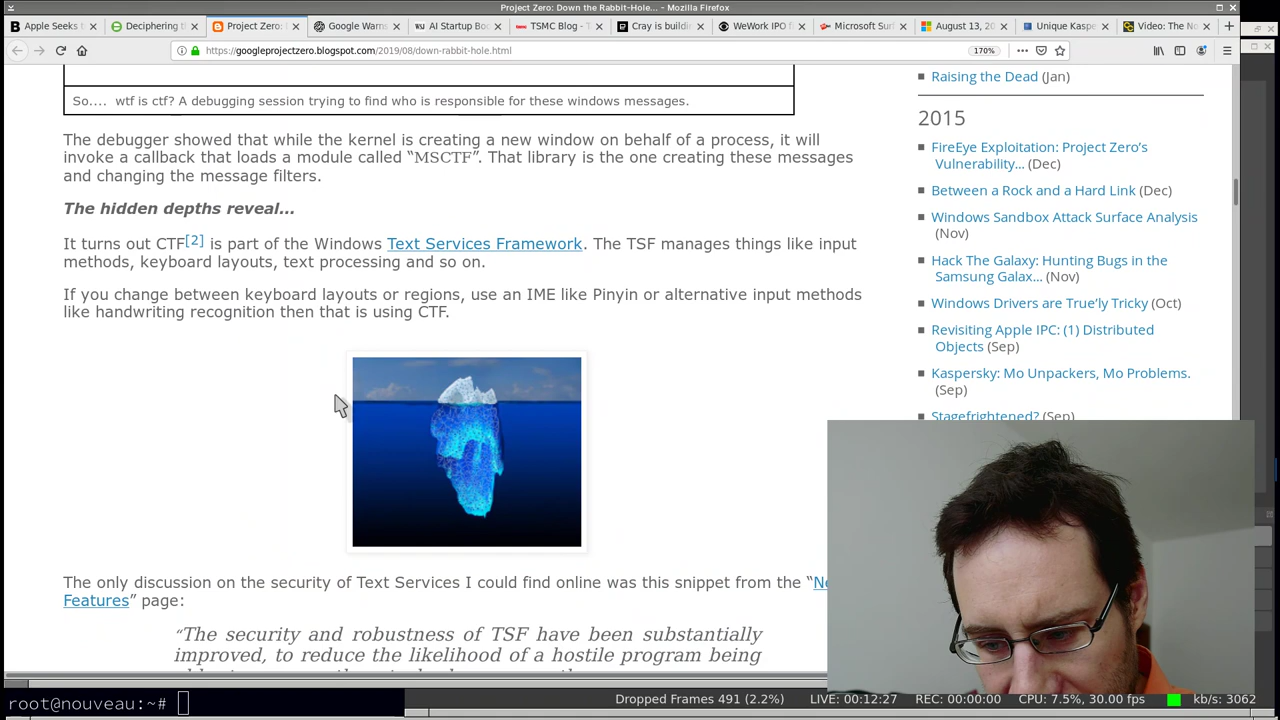 Project Zero: Down the Rabbit-Hole... - Mozilla Firefox
Apple Seeks t
Deciphering th
Project Zero:
Google Warns
AI Startup Boo
TSMC Blog - T
Cray is buildin
WeWork IPO f
Microsoft Surf
August 13, 20
Unique Kaspe
Video: The No
https://googleprojectzero.blogspot.com/2019/08/down-rabbit-hole.html
170%
So.... wtf is ctf? A debugging session trying to find who is responsible for these windows messages.
The debugger showed that while the kernel is creating a new window on behalf of a process, it will
invoke a callback that loads a module called “MSCTF”. That library is the one creating these messages
and changing the message filters.
The hidden depths reveal...
It turns out CTF[2] is part of the Windows Text Services Framework. The TSF manages things like input
methods, keyboard layouts, text processing and so on.
If you change between keyboard layouts or regions, use an IME like Pinyin or alternative input methods
like handwriting recognition then that is using CTF.
The only discussion on the security of Text Services I could find online was this snippet from the “Ne
Features” page:
“The security and robustness of TSF have been substantially
improved, to reduce the likelihood of a hostile program being
Raising the Dead (Jan)
2015
FireEye Exploitation: Project Zero’s
Vulnerability... (Dec)
Between a Rock and a Hard Link (Dec)
Windows Sandbox Attack Surface Analysis
(Nov)
Hack The Galaxy: Hunting Bugs in the
Samsung Galax... (Nov)
Windows Drivers are True’ly Tricky (Oct)
Revisiting Apple IPC: (1) Distributed
Objects (Sep)
Kaspersky: Mo Unpackers, Mo Problems.
(Sep)
Stagefrightened? (Sep)
root@nouveau:~#
Dropped Frames 491 (2.2%)
LIVE: 00:12:27
REC: 00:00:00
CPU: 7.5%, 30.00 fps
kb/s: 3062